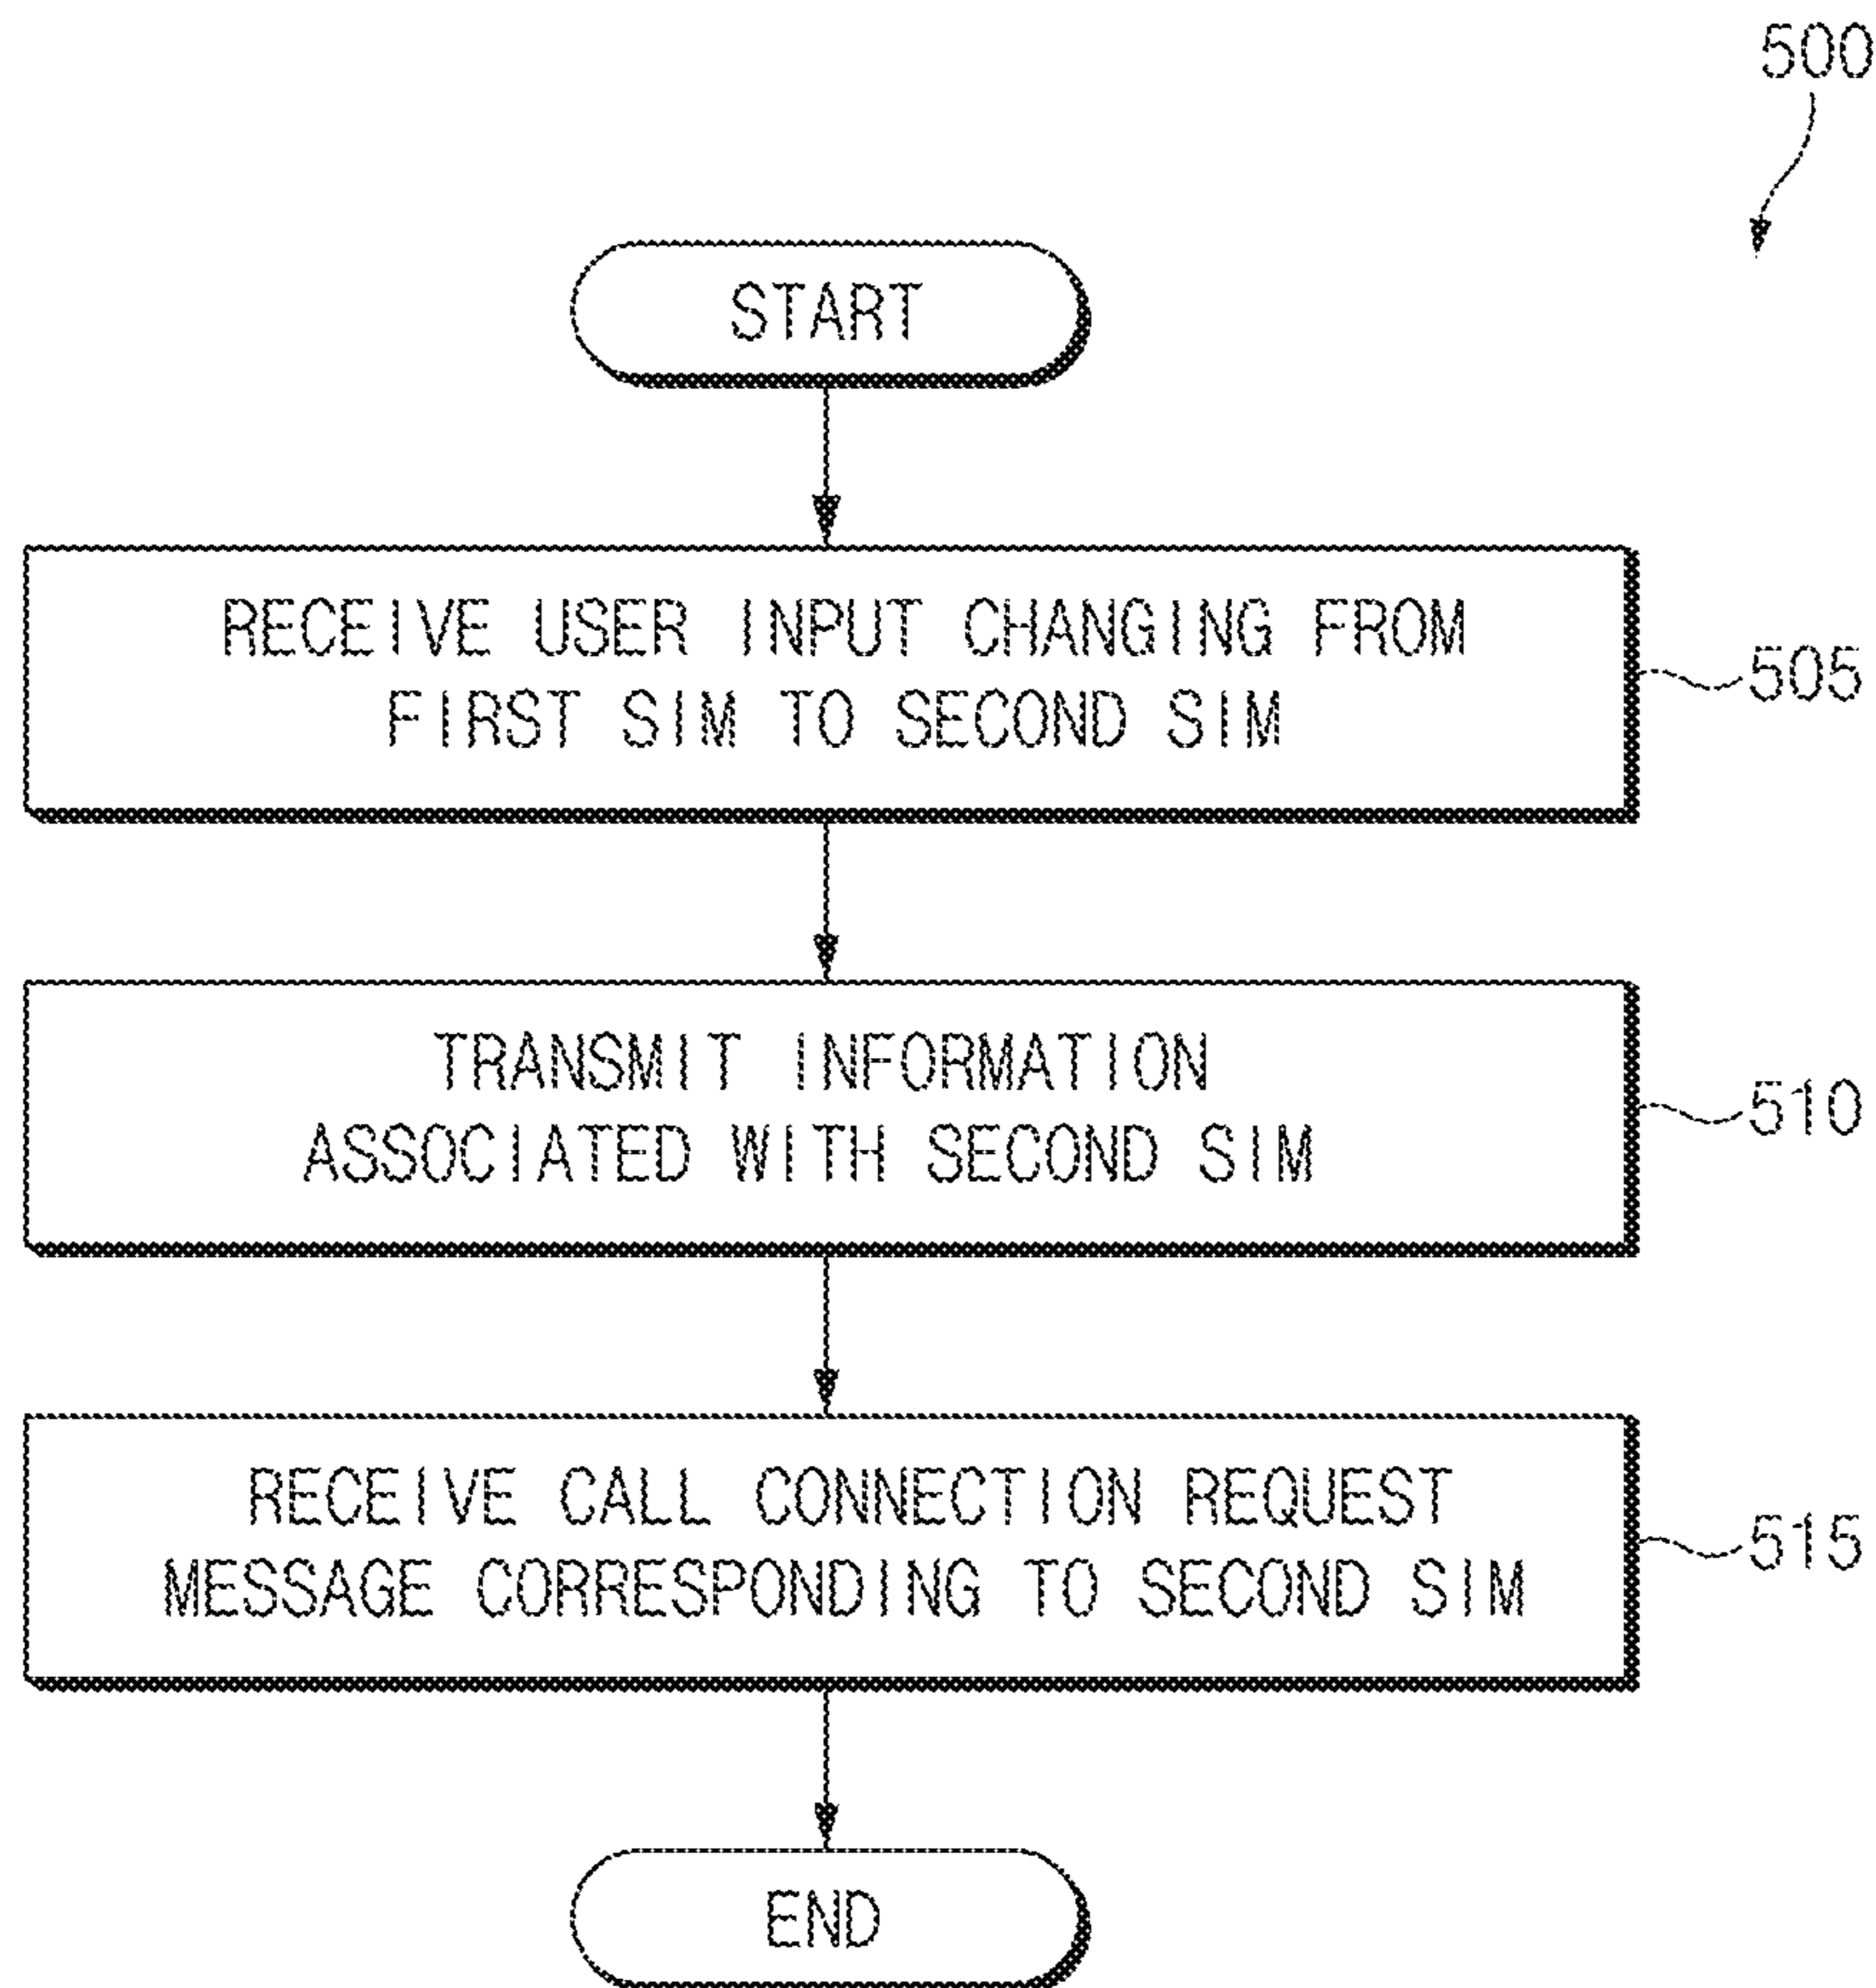 500
START
RECEIVE USER INPUT CHANGING FROM
FIRST SIM TO SECOND SIM
505
TRANSMIT INFORMATION
ASSOCIATED WITH SECOND SIM
510
RECEIVE CALL CONNECTION REQUEST
MESSAGE CORRESPONDING TO SECOND SIM
515
END